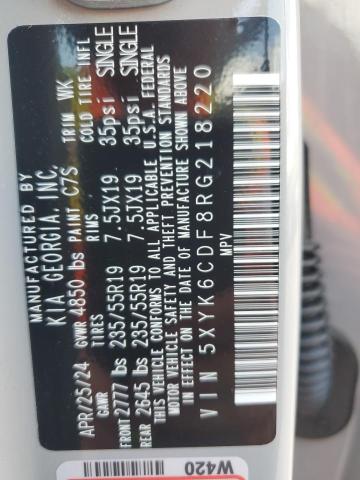 MANUFACTURED BY
KIA GEORGIA, INC.
APR/25/24 GVWR 4850 lbs PAINT C7S TRIM WK
GAWR TIRES RIMS COLD TIRE INFL
FRONT 2777 lbs 235/55R19 7.5JX19 35psi SINGLE
REAR 2645 lbs 235/55R19 7.5JX19 35psi SINGLE
THIS VEHICLE CONFORMS TO ALL APPLICABLE U.S.A. FEDERAL
MOTOR VEHICLE SAFETY AND THEFT PREVENTION STANDARDS
IN EFFECT ON THE DATE OF MANUFACTURE SHOWN ABOVE.
VIN 5XYK6CDF8RG218220
MPV
W420